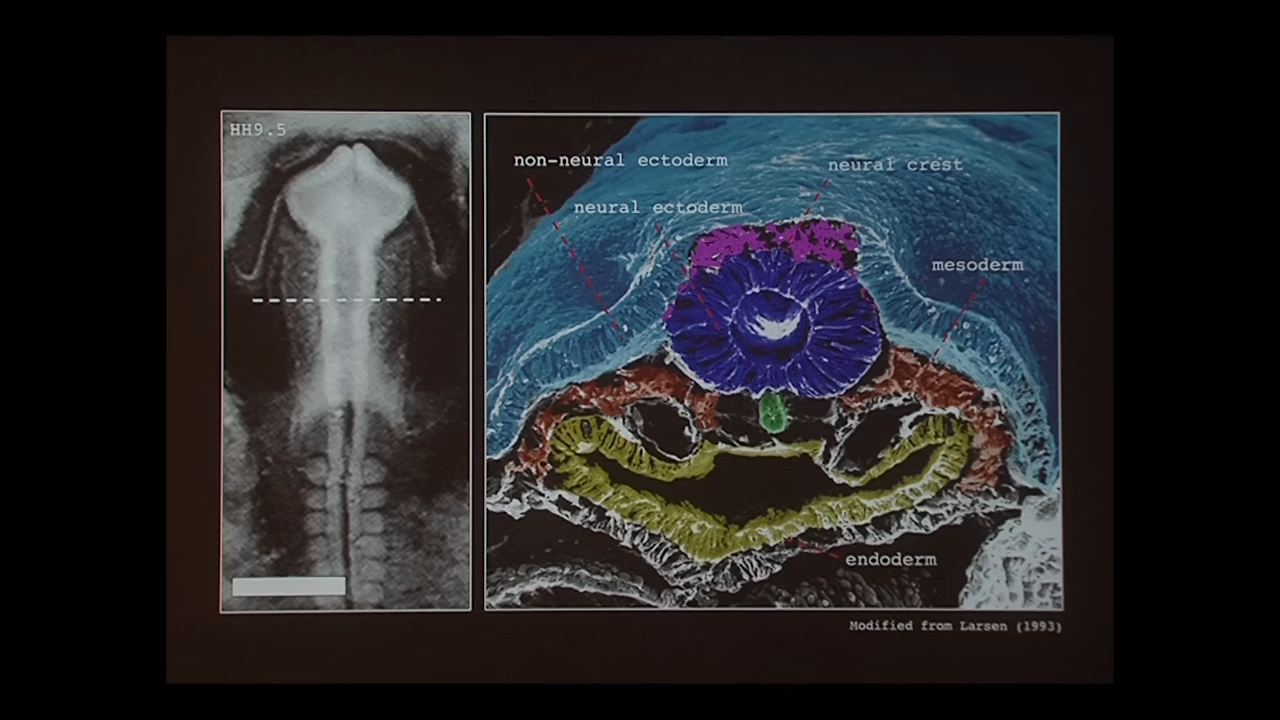 HH9.5
non-neural ectoderm
neural crest
neural ectoderm
mesoderm
endoderm
Modified from Larsen (1993)